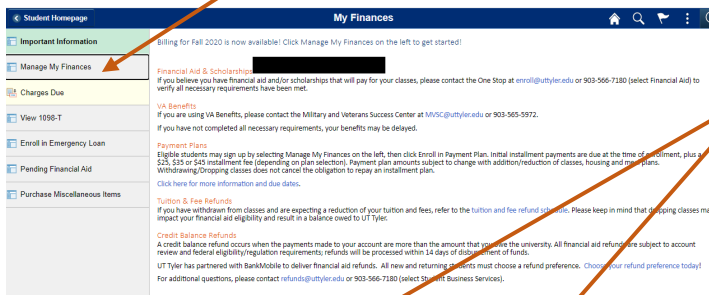 Student Homepage
My Finances
Important Information
Manage My Finances
Charges Due
View 1098-T
Enroll in Emergency Loan
Pending Financial Aid
Purchase Miscellaneous Items
Billing for Fall 2020 is now available! Click Manage My Finances on the left to get started!
Financial Aid & Scholarships
If you believe you have financial aid and/or scholarships that will pay for your classes, please contact the One Stop at enroll@uttyler.edu or 903-566-7180 (select Financial Aid) to
verify all necessary requirements have been met.
VA Benefits
If you are using VA Benefits, please contact the Military and Veterans Success Center at MVSC@uttyler.edu or 903-565-5972.
If you have not completed all necessary requirements, your benefits may be delayed.
Payment Plans
Eligible students may sign up by selecting Manage My Finances on the left, then click Enroll in Payment Plan. Initial installment payments are due at the time of enrollment, plus a
$25, $35 or $45 installment fee (depending on plan selection). Payment plan amounts subject to change with addition/reduction of classes, housing and meal plans.
Withdrawing/Dropping classes does not cancel the obligation to repay an installment plan.
Click here for more information and due dates.
Tuition & Fee Refunds
If you have withdrawn from classes and are expecting a reduction of your tuition and fees, refer to the tuition and fee refund schedule. Please keep in mind that dropping classes ma
impact your financial aid eligibility and result in a balance owed to UT Tyler.
Credit Balance Refunds
A credit balance refund occurs when the payments made to your account are more than the amount that you owe the university. All financial aid refunds are subject to account
review and federal eligibility/regulation requirements; refunds will be processed within 14 days of disbursement of funds.
UT Tyler has partnered with BankMobile to deliver financial aid refunds. All new and returning students must choose a refund preference. Choose your refund preference today!
For additional questions, please contact refunds@uttyler.edu or 903-566-7180 (select Student Business Services).